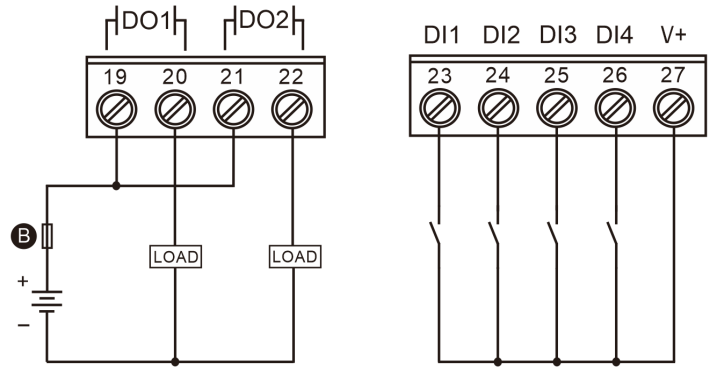 DO1 DO2
19 20 21 22
B
LOAD LOAD
+
−
DI1 DI2 DI3 DI4 V+
23 24 25 26 27